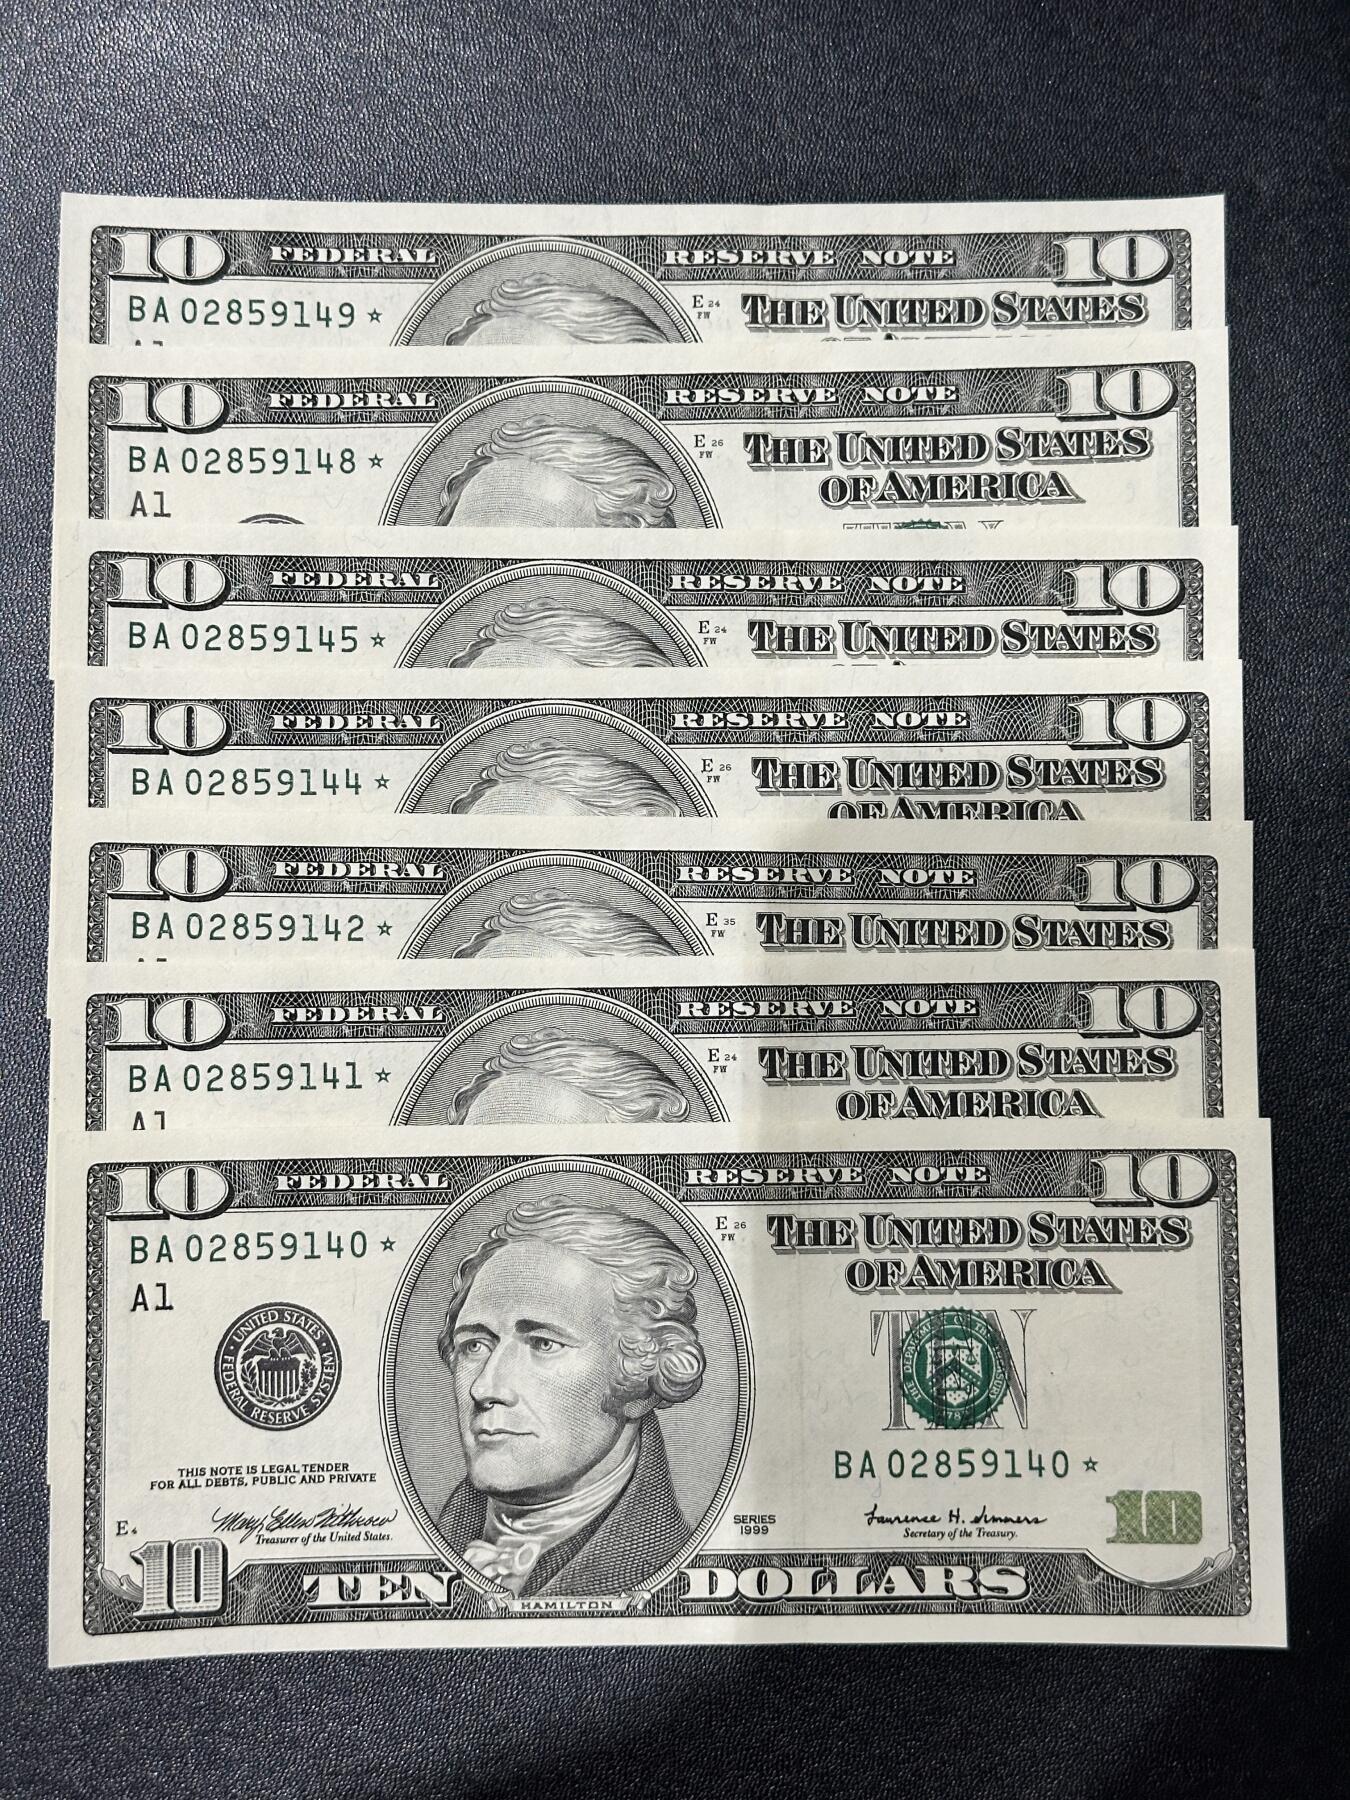 10 FEDERAL RESERVE NOTE 10
BA 02859149 ☆ E 24 THE UNITED STATES
FW
10 FEDERAL RESERVE NOTE 10
BA 02859148 ☆ E 26 THE UNITED STATES
FW
A1 OF AMERICA
10 FEDERAL RESERVE NOTE 10
BA 02859145 ☆ E 24 THE UNITED STATES
FW
10 FEDERAL RESERVE NOTE 10
BA 02859144 ☆ E 26 THE UNITED STATES
FW
OF AMERICA
10 FEDERAL RESERVE NOTE 10
BA 02859142 ☆ E 35 THE UNITED STATES
FW
10 FEDERAL RESERVE NOTE 10
BA 02859141 ☆ E 24 THE UNITED STATES
FW
A1 OF AMERICA
10 FEDERAL RESERVE NOTE 10
BA 02859140 ☆ E 26 THE UNITED STATES
FW
A1 OF AMERICA
UNITED STATES
FEDERAL RESERVE SYSTEM
TEN
BA 02859140 ☆
THIS NOTE IS LEGAL TENDER
FOR ALL DEBTS, PUBLIC AND PRIVATE
Mary Ellen Withrow
Treasurer of the United States.
SERIES
1999
Lawrence H. Summers
Secretary of the Treasury.
10
E4
10 TEN DOLLARS
HAMILTON